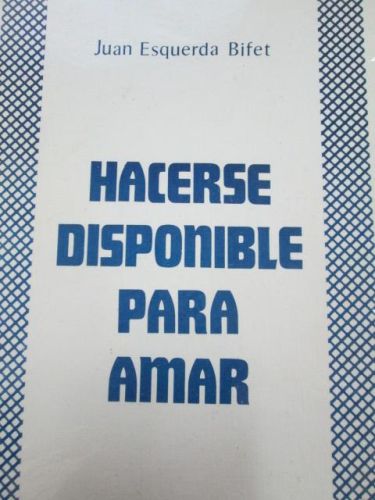 Juan Esquerda Bifet
HACERSE
DISPONIBLE
PARA
AMAR